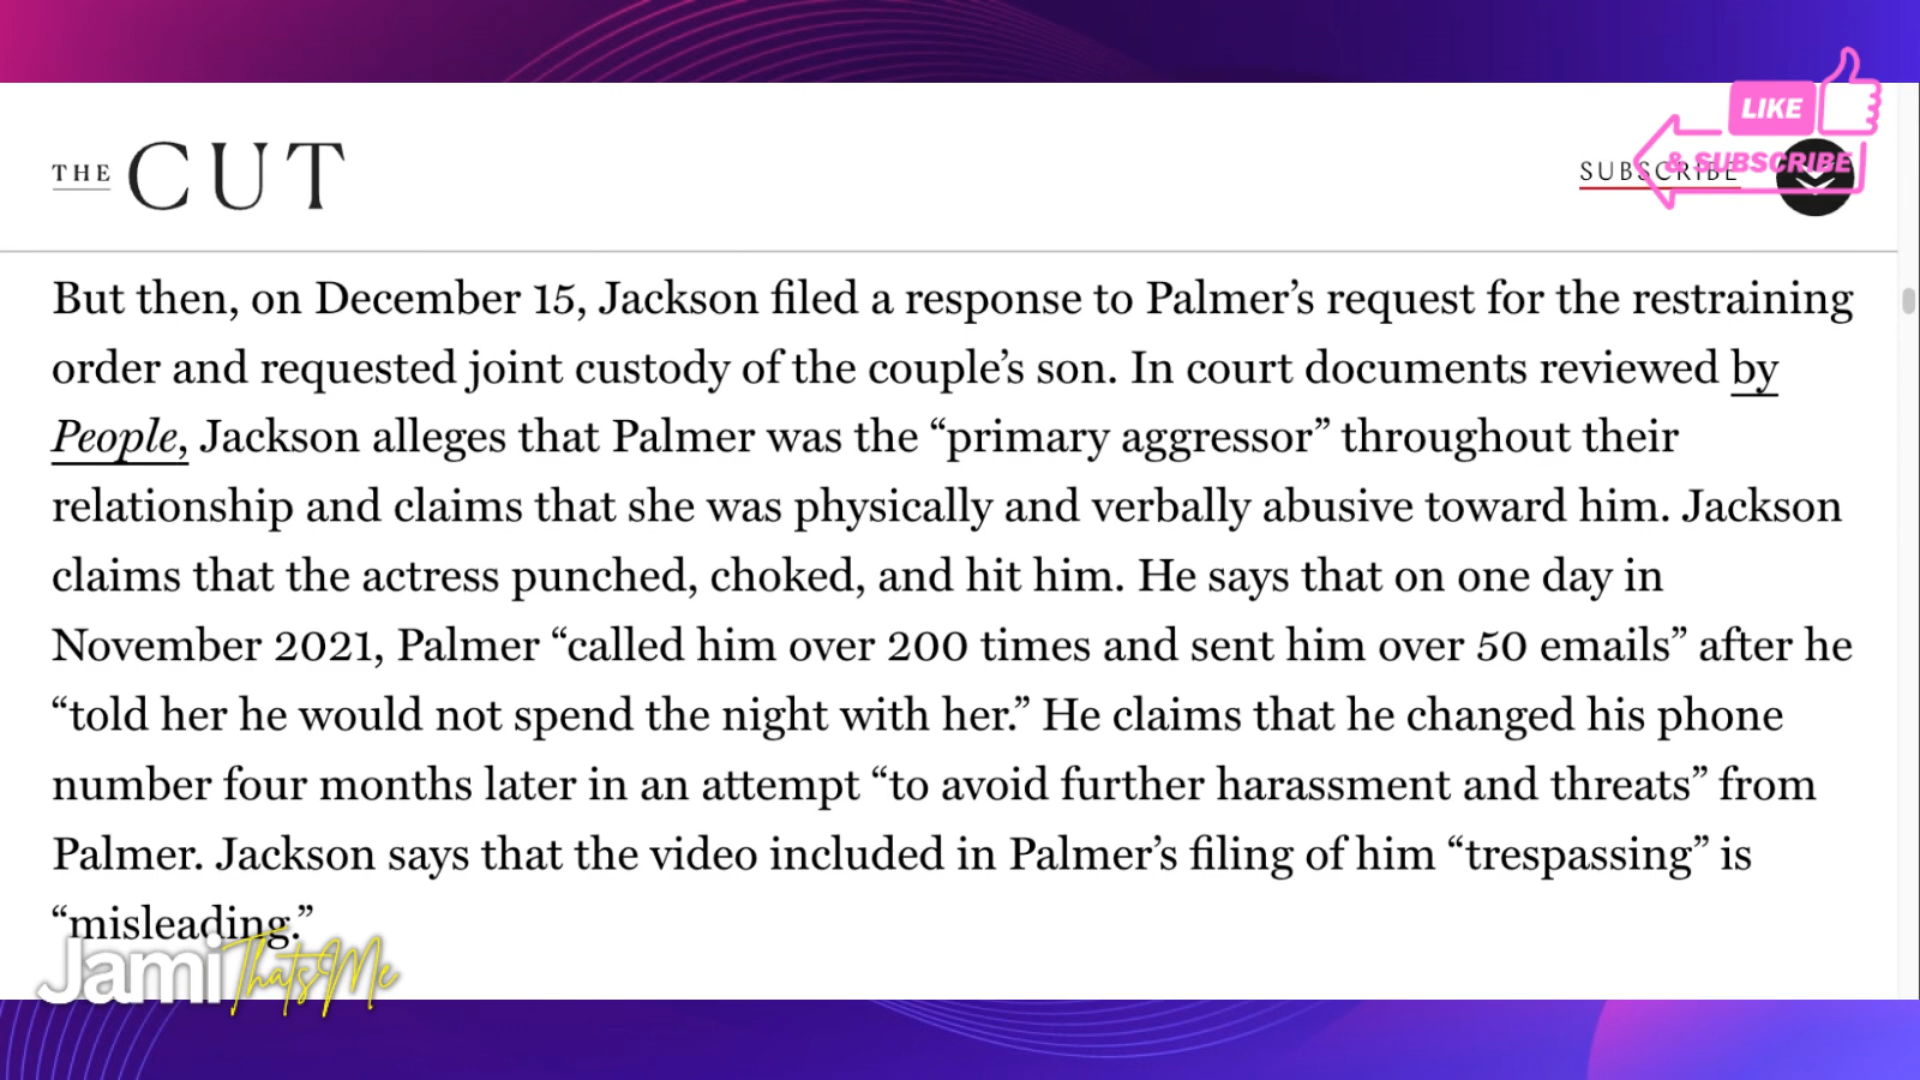 THE CUT
SUBSCRIBE
LIKE
& SUBSCRIBE
But then, on December 15, Jackson filed a response to Palmer’s request for the restraining
order and requested joint custody of the couple’s son. In court documents reviewed by
People, Jackson alleges that Palmer was the “primary aggressor” throughout their
relationship and claims that she was physically and verbally abusive toward him. Jackson
claims that the actress punched, choked, and hit him. He says that on one day in
November 2021, Palmer “called him over 200 times and sent him over 50 emails” after he
“told her he would not spend the night with her.” He claims that he changed his phone
number four months later in an attempt “to avoid further harassment and threats” from
Palmer. Jackson says that the video included in Palmer’s filing of him “trespassing” is
“misleading.”
Jami ThatsMe